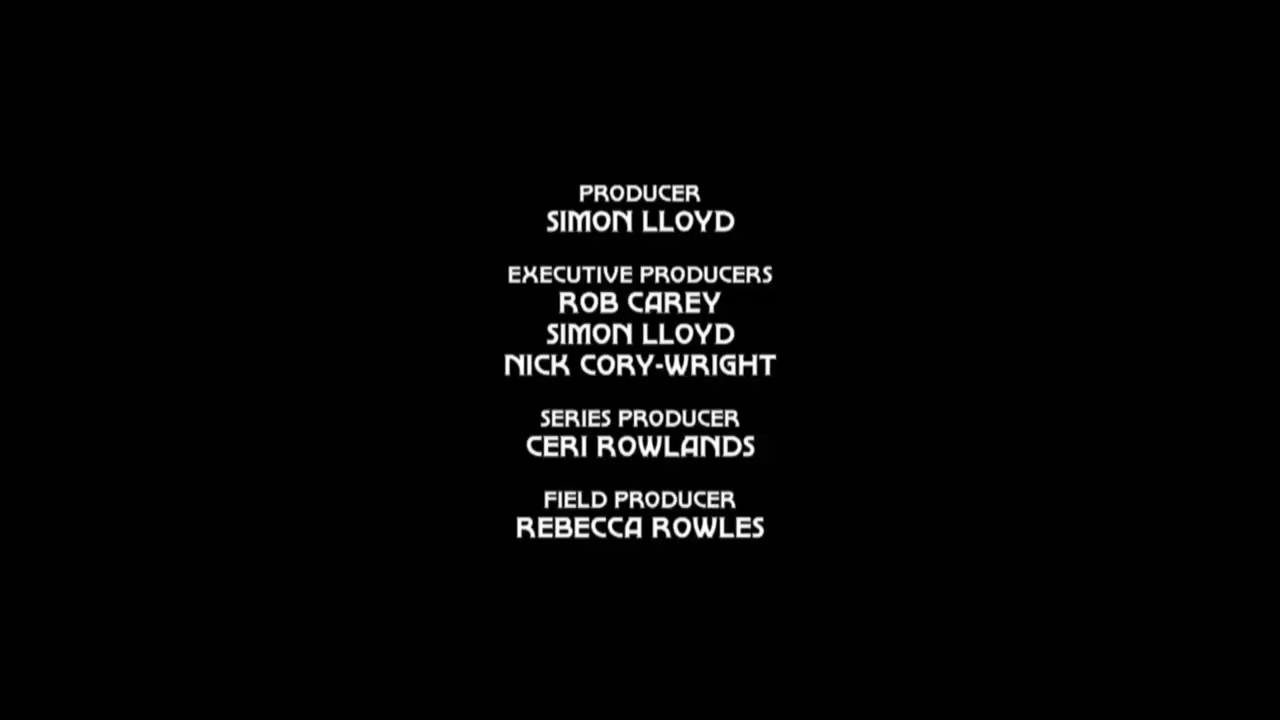 PRODUCER
SIMON LLOYD
EXECUTIVE PRODUCERS
ROB CAREY
SIMON LLOYD
NICK CORY-WRIGHT
SERIES PRODUCER
CERI ROWLANDS
FIELD PRODUCER
REBECCA ROWLES